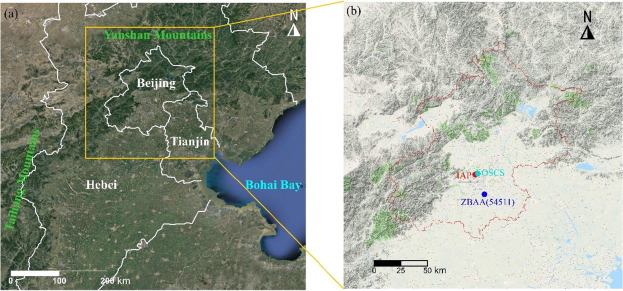 (a)
N
Yanshan Mountains
Beijing
Tianjin
Taihang Mountains
Hebei
Bohai Bay
0 100 200 km
(b)
N
IAP
OSCS
ZBAA(54511)
0 25 50 km